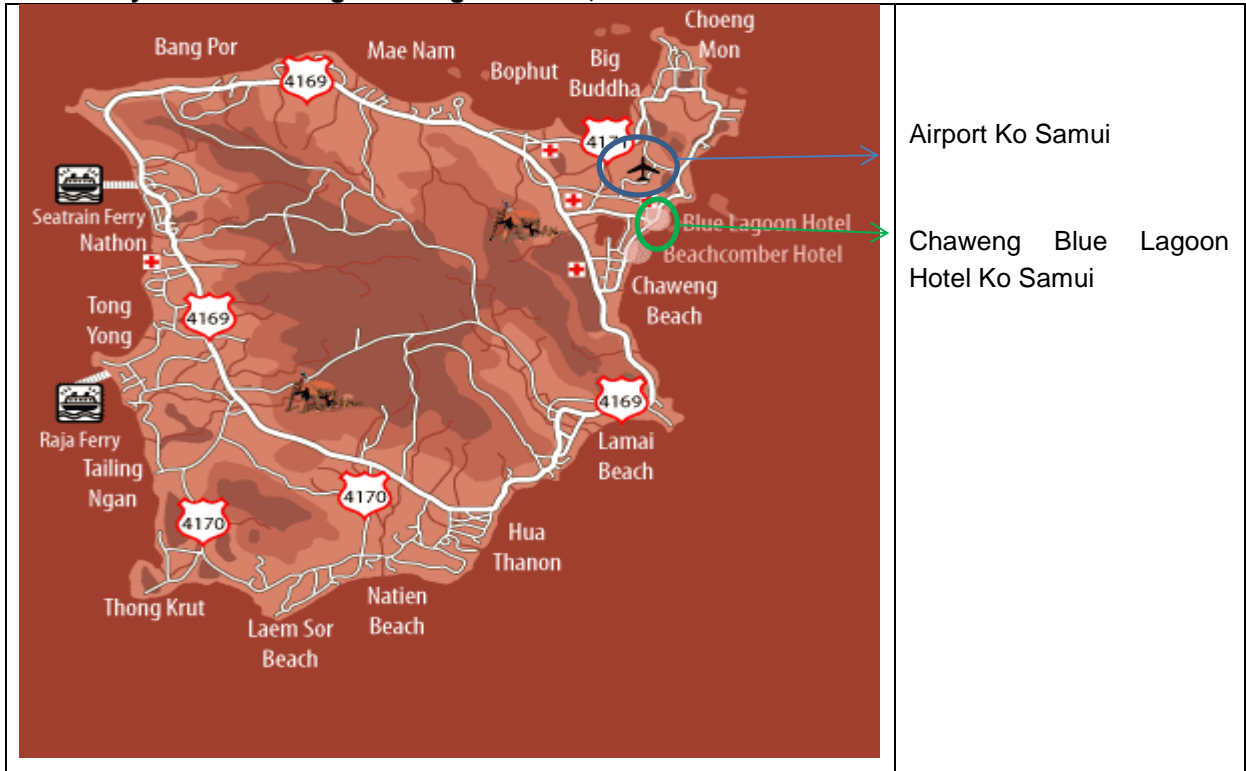 Choeng
Mon
Bang Por
Mae Nam
Big
Buddha
Bophut
4169
Airport Ko Samui
Seatrain Ferry
Nathon
Blue Lagoon Hotel
Beachcomber Hotel
Chaweng Blue Lagoon
Hotel Ko Samui
Chaweng
Beach
Tong
Yong
4169
4169
Raja Ferry
Tailing
Ngan
Lamai
Beach
4170
4170
Hua
Thanon
Thong Krut
Natien
Beach
Laem Sor
Beach